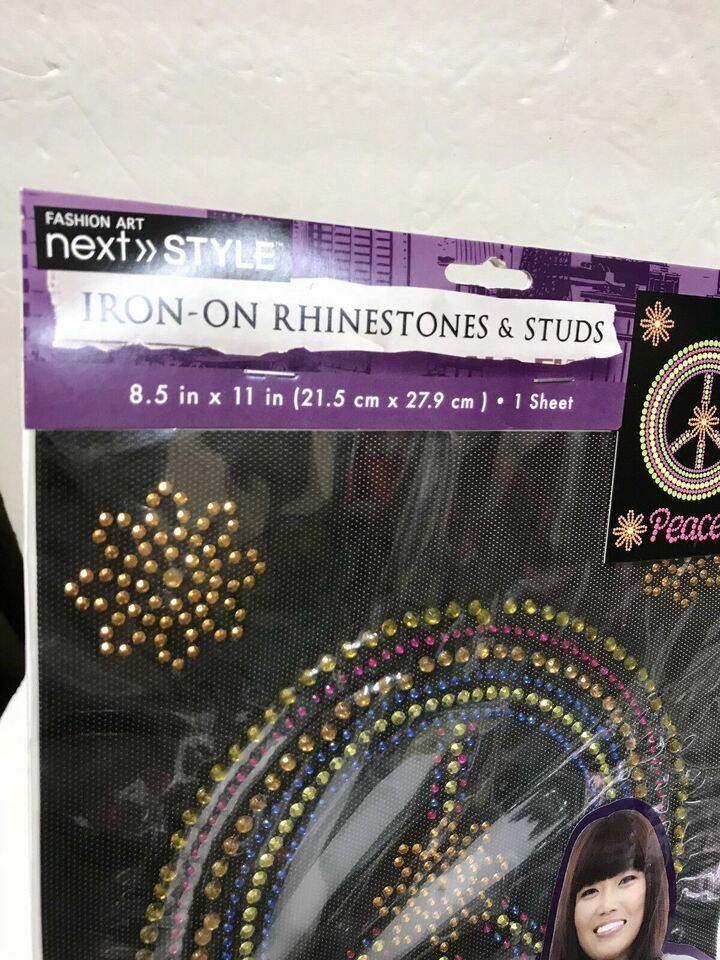 FASHION ART
next»STYLE™
IRON-ON RHINESTONES & STUDS
8.5 in x 11 in (21.5 cm x 27.9 cm ) • 1 Sheet
Peace